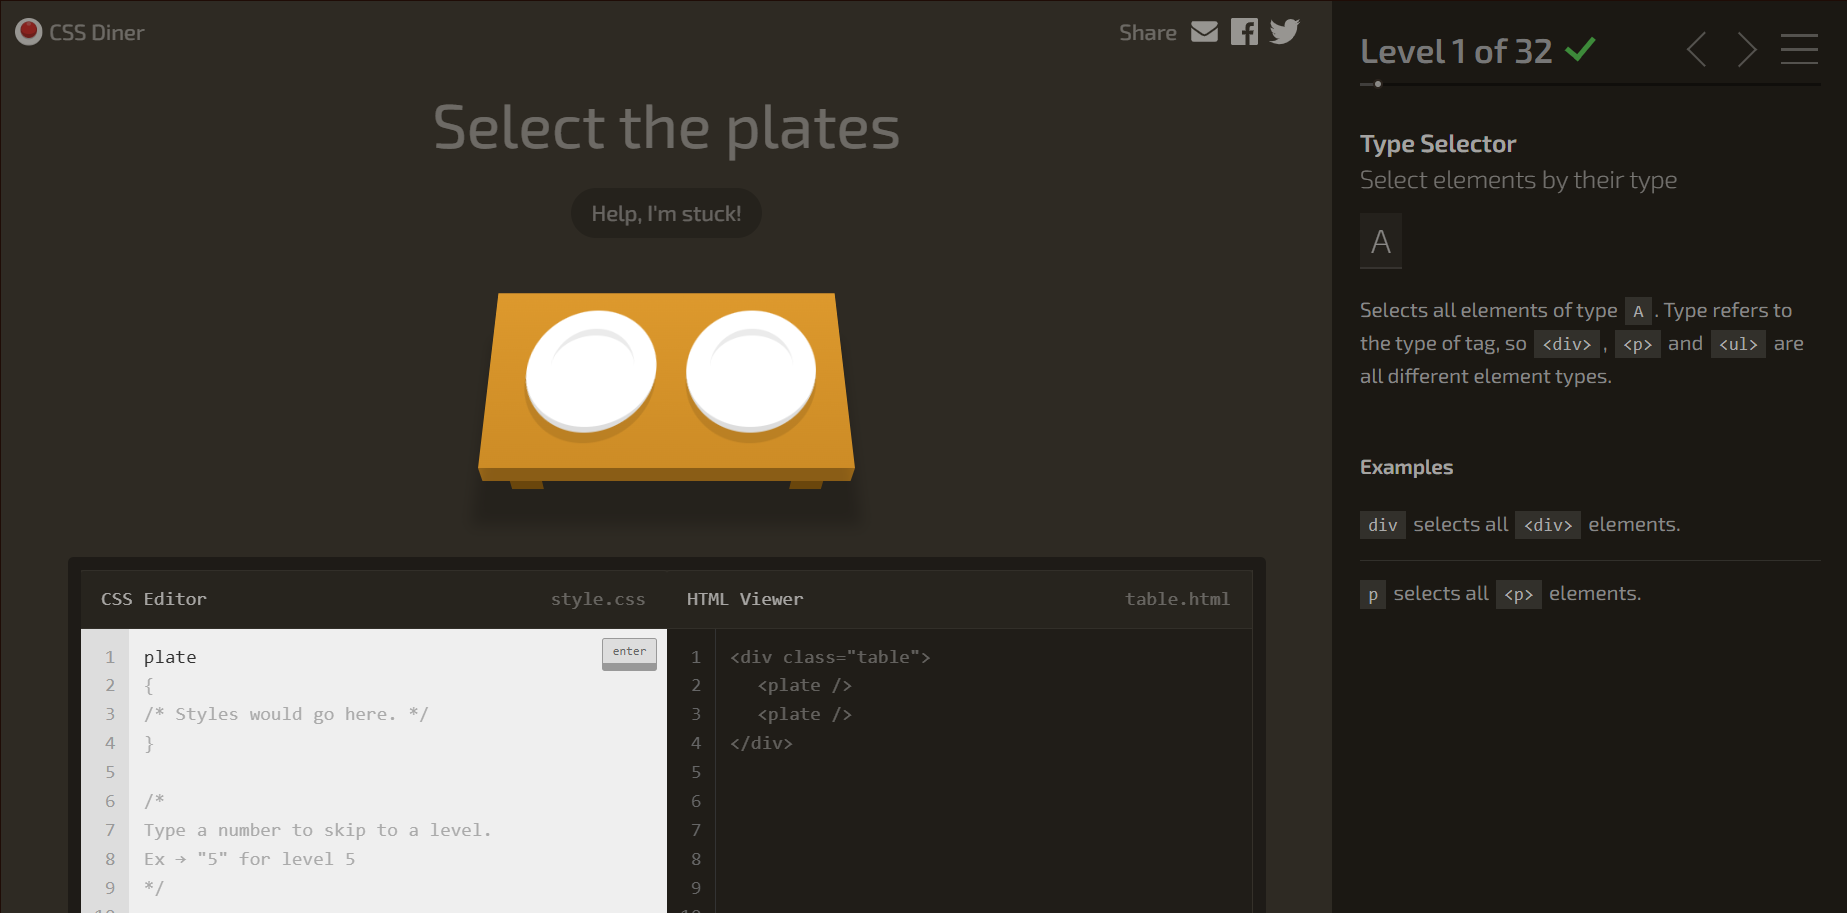 CSS Diner
Share
Select the plates
Help, I'm stuck!
CSS Editor
style.css
1
2
3
4
5
6
7
8
9
10
plate
{
/* Styles would go here. */
}
/*
Type a number to skip to a level.
Ex → "5" for level 5
*/
enter
HTML Viewer
table.html
1
2
3
4
5
6
7
8
9
10
<div class="table">
<plate />
<plate />
</div>
Level 1 of 32
Type Selector
Select elements by their type
A
Selects all elements of type A. Type refers to
the type of tag, so <div>, <p> and <ul> are
all different element types.
Examples
div selects all <div> elements.
p selects all <p> elements.